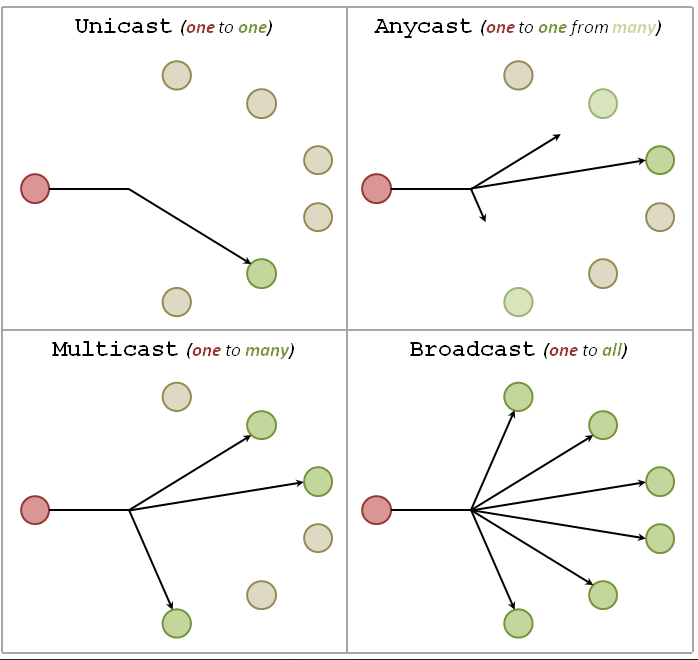 Unicast (one to one)
Anycast (one to one from many)
Multicast (one to many)
Broadcast (one to all)